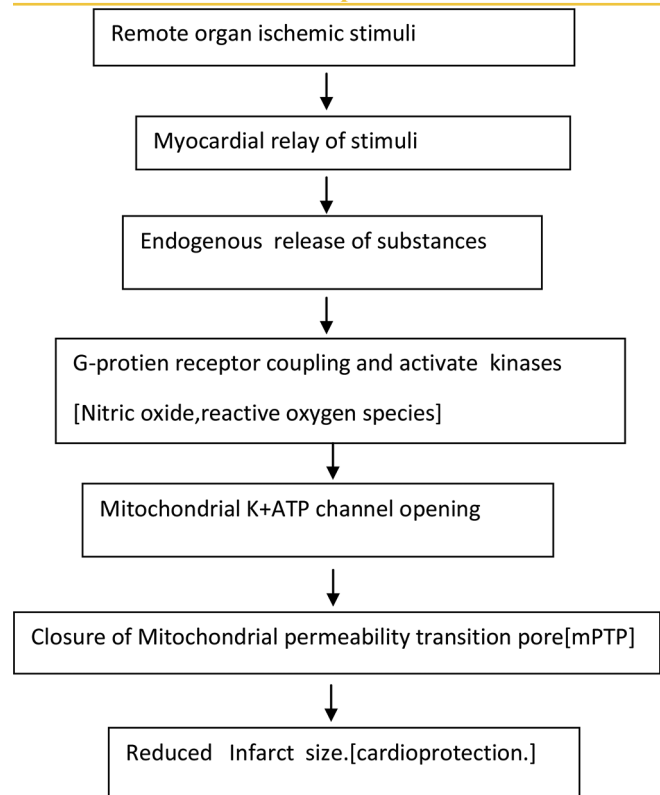 Remote organ ischemic stimuli
Myocardial relay of stimuli
Endogenous release of substances
G-protien receptor coupling and activate kinases
[Nitric oxide,reactive oxygen species]
Mitochondrial K+ATP channel opening
Closure of Mitochondrial permeability transition pore[mPTP]
Reduced Infarct size.[cardioprotection.]